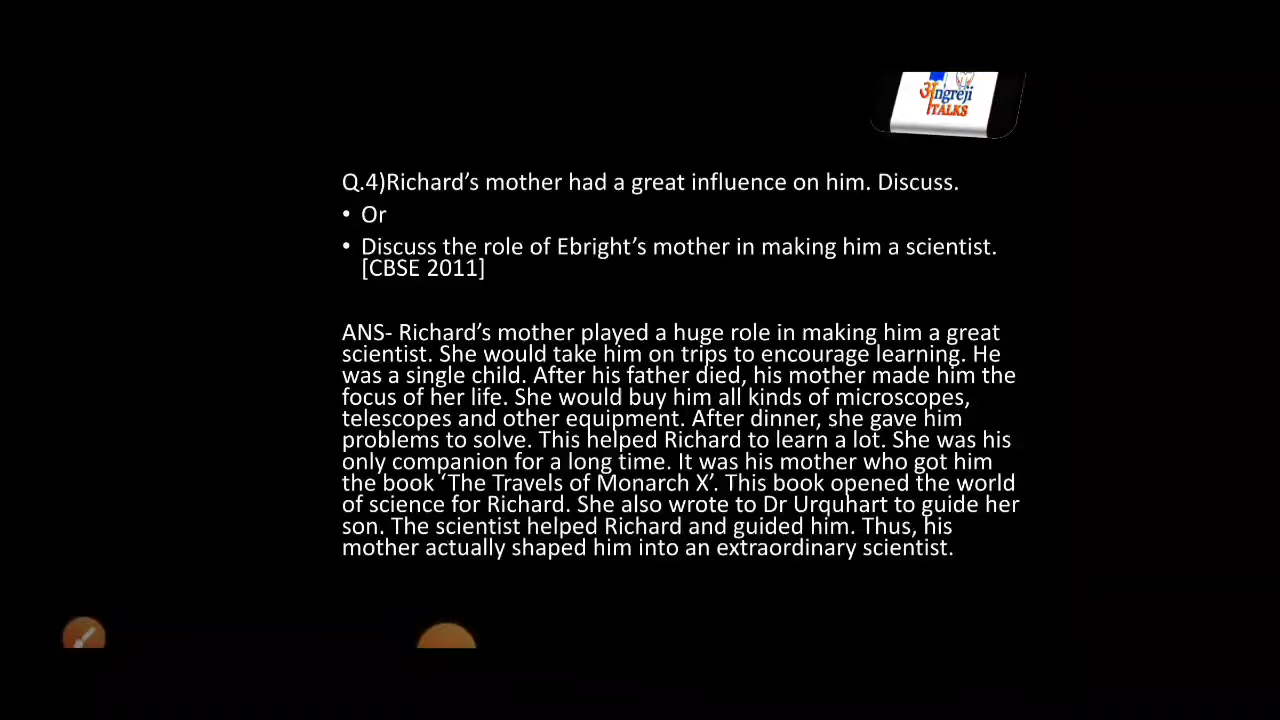 अngreji
TALKS
Q.4)Richard’s mother had a great influence on him. Discuss.
• Or
• Discuss the role of Ebright’s mother in making him a scientist.
[CBSE 2011]
ANS- Richard’s mother played a huge role in making him a great
scientist. She would take him on trips to encourage learning. He
was a single child. After his father died, his mother made him the
focus of her life. She would buy him all kinds of microscopes,
telescopes and other equipment. After dinner, she gave him
problems to solve. This helped Richard to learn a lot. She was his
only companion for a long time. It was his mother who got him
the book ‘The Travels of Monarch X’. This book opened the world
of science for Richard. She also wrote to Dr Urquhart to guide her
son. The scientist helped Richard and guided him. Thus, his
mother actually shaped him into an extraordinary scientist.